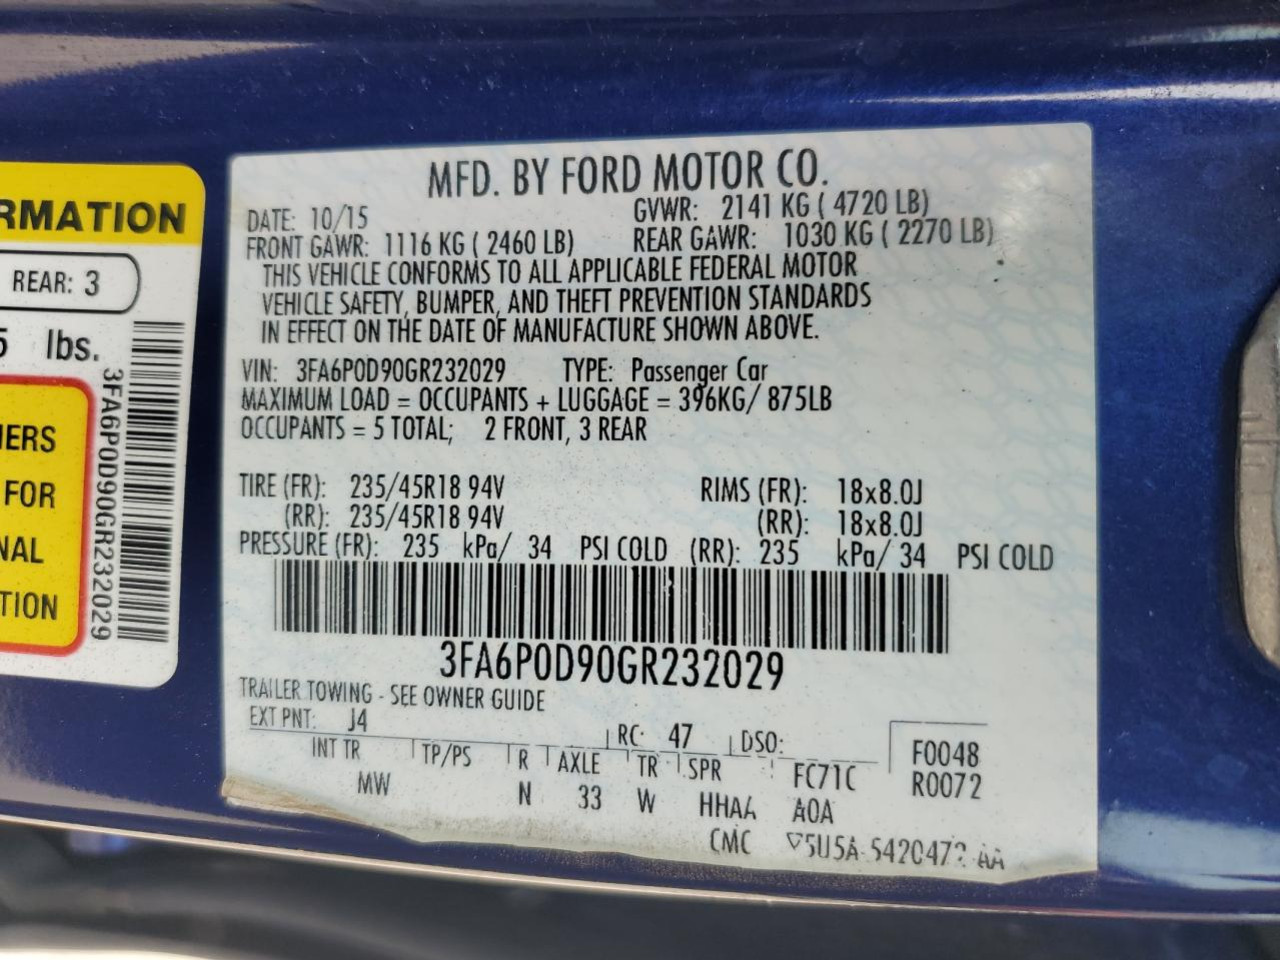 RMATION
REAR: 3
5 lbs.
IERS
FOR
NAL
TION
3FA6P0D90GR232029
MFD. BY FORD MOTOR CO.
DATE: 10/15 GVWR: 2141 KG ( 4720 LB)
FRONT GAWR: 1116 KG ( 2460 LB) REAR GAWR: 1030 KG ( 2270 LB)
THIS VEHICLE CONFORMS TO ALL APPLICABLE FEDERAL MOTOR
VEHICLE SAFETY, BUMPER, AND THEFT PREVENTION STANDARDS
IN EFFECT ON THE DATE OF MANUFACTURE SHOWN ABOVE.
VIN: 3FA6P0D90GR232029 TYPE: Passenger Car
MAXIMUM LOAD = OCCUPANTS + LUGGAGE = 396KG/ 875LB
OCCUPANTS = 5 TOTAL; 2 FRONT, 3 REAR
TIRE (FR): 235/45R18 94V RIMS (FR): 18x8.0J
(RR): 235/45R18 94V (RR): 18x8.0J
PRESSURE (FR): 235 kPa/ 34 PSI COLD (RR): 235 kPa/ 34 PSI COLD
3FA6P0D90GR232029
TRAILER TOWING - SEE OWNER GUIDE
EXT PNT: J4 RC: 47 DSO: F0048
INT TR TP/PS R AXLE TR SPR FC71C R0072
MW N 33 W HHAA A0A
CMC